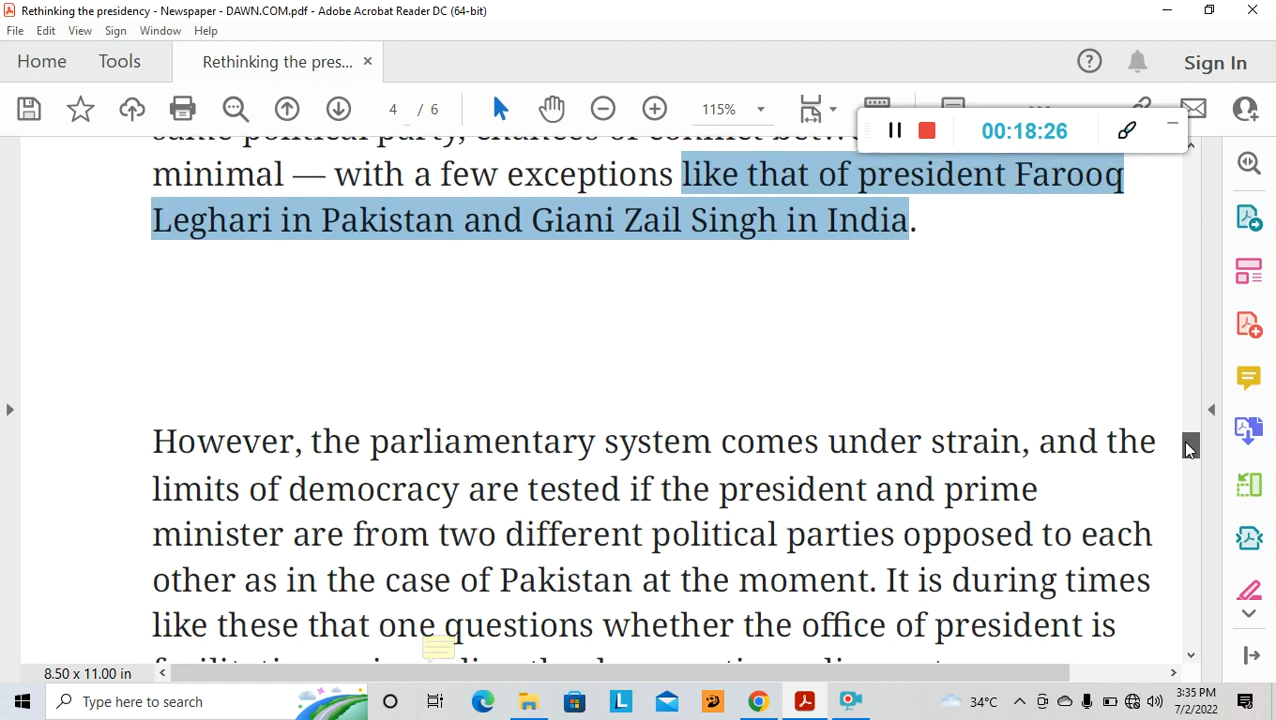 Rethinking the presidency - Newspaper - DAWN.COM.pdf - Adobe Acrobat Reader DC (64-bit)
File Edit View Sign Window Help
Home Tools Rethinking the pres... × Sign In
4 / 6 115% 00:18:26
same political party, chances of conflict
minimal — with a few exceptions like that of president Farooq
Leghari in Pakistan and Giani Zail Singh in India.
However, the parliamentary system comes under strain, and the
limits of democracy are tested if the president and prime
minister are from two different political parties opposed to each
other as in the case of Pakistan at the moment. It is during times
like these that one questions whether the office of president is
8.50 x 11.00 in
Type here to search L 34°C 3:35 PM
7/2/2022